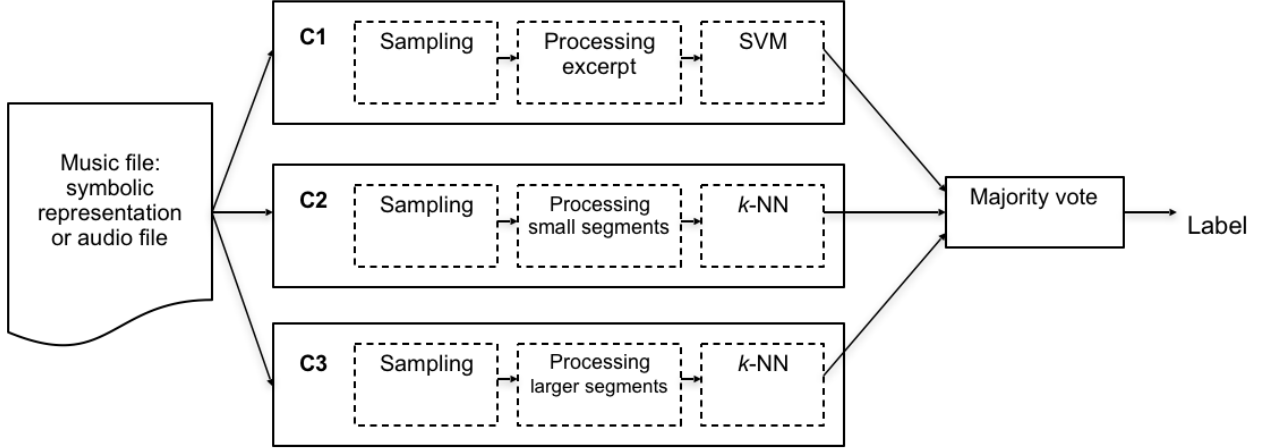 Music file:
symbolic
representation
or audio file
C1
Sampling
Processing
excerpt
SVM
C2
Sampling
Processing
small segments
k-NN
C3
Sampling
Processing
larger segments
k-NN
Majority vote
Label